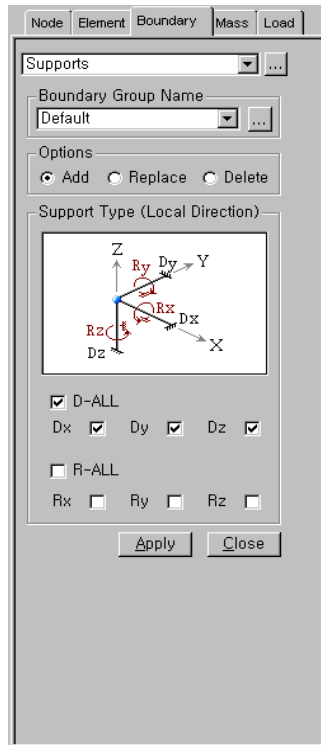 Node Element Boundary Mass Load
Supports ...
Boundary Group Name
Default ...
Options
Add Replace Delete
Support Type (Local Direction)
Z
Ry Dy Y
Rx
Dx
Rz
X
Dz
D-ALL
Dx Dy Dz
R-ALL
Rx Ry Rz
Apply Close